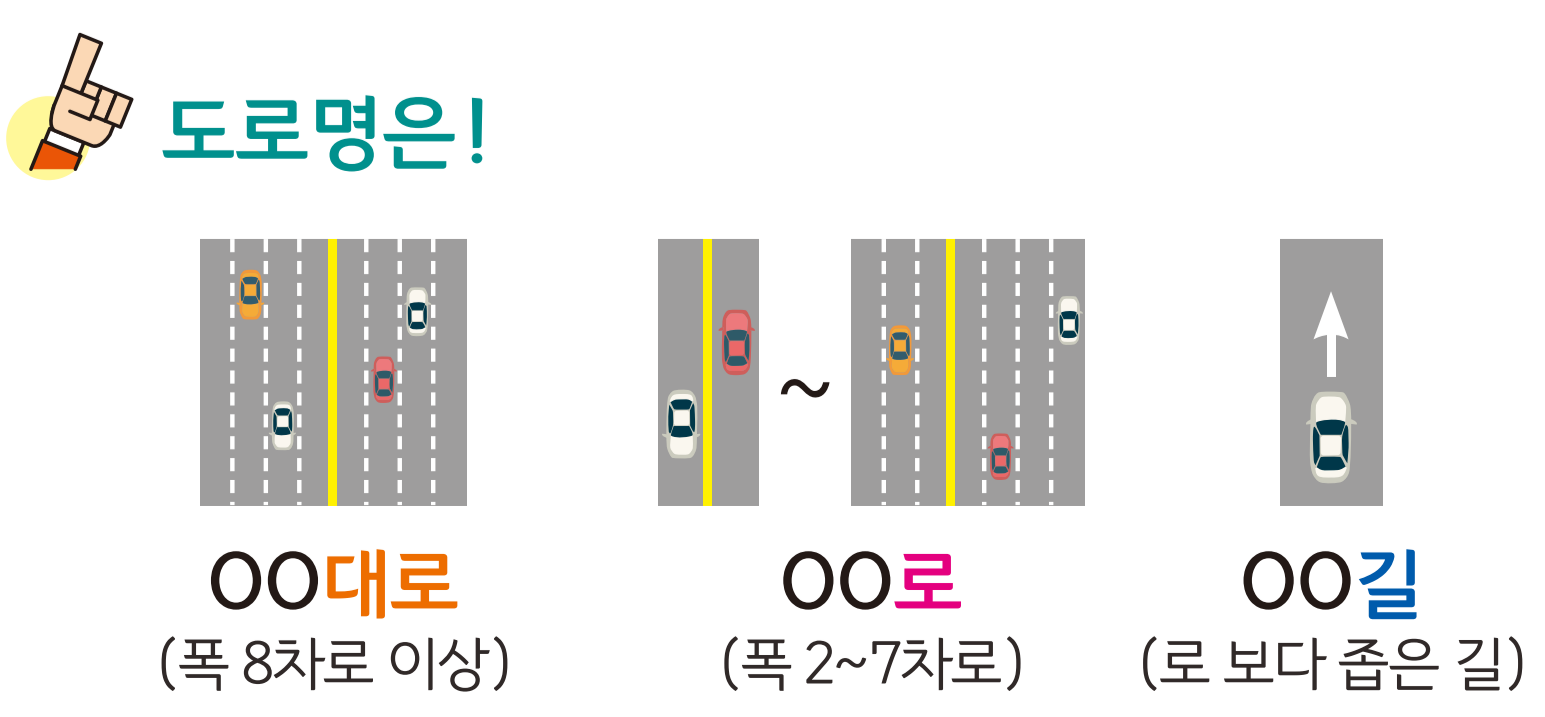 도로명은!
~
OO대로
(폭 8차로 이상)
OO로
(폭 2~7차로)
OO길
(로 보다 좁은 길)